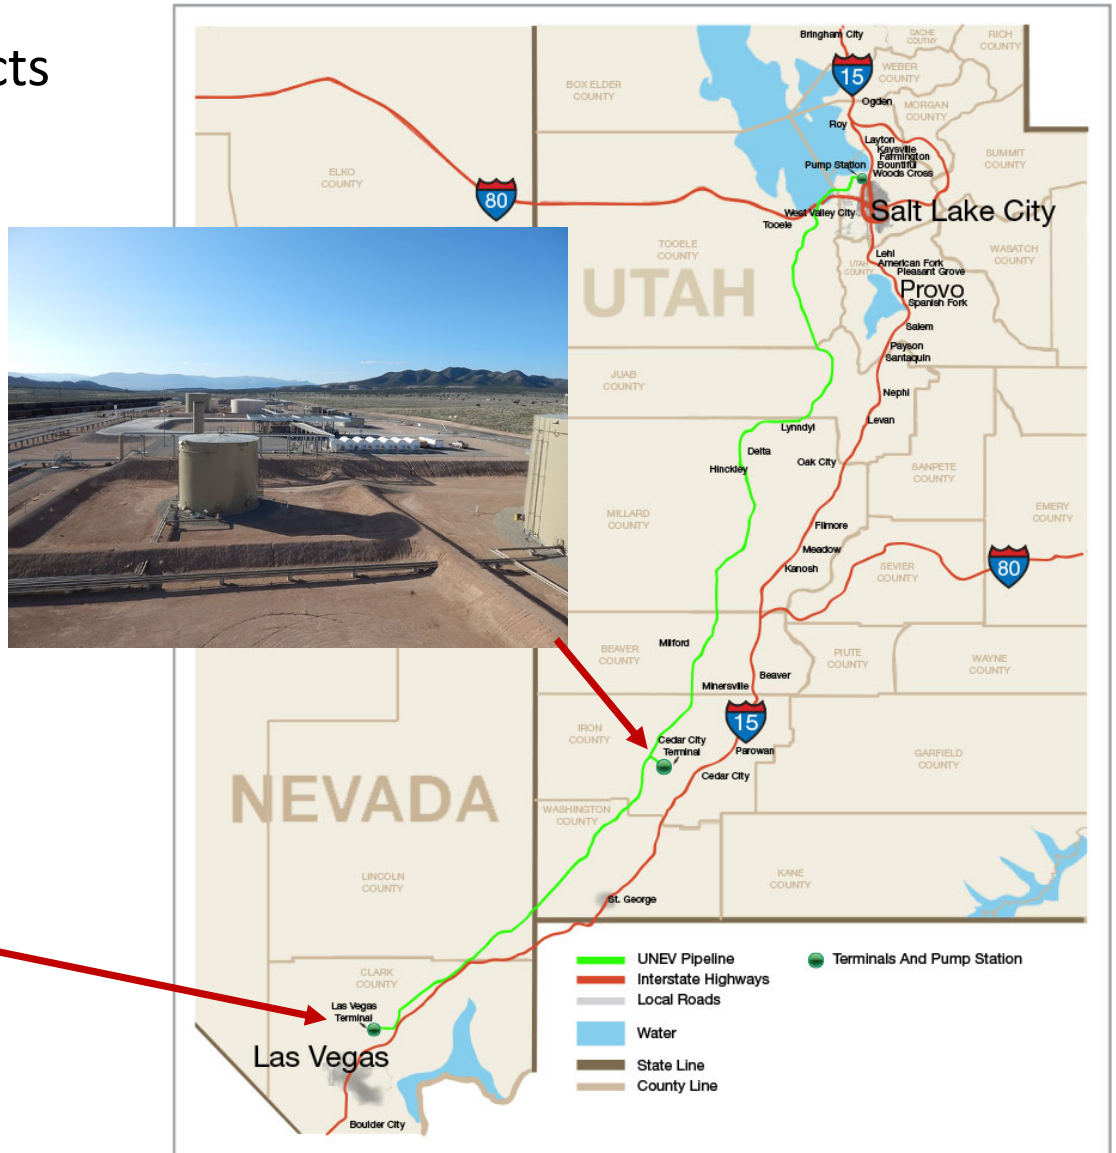 cts
Bringham City
CACHE
COUTNY
RICH
COUNTY
15
WEBER
COUNTY
BOX ELDER
COUNTY
Ogden
MORGAN
COUNTY
Roy
Layton
Kaysville
Farmington
Bountiful
Woods Cross
Pump Station
SUMMIT
COUNTY
ELKO
COUNTY
80
West Valley City
Salt Lake City
Tooele
TOOELE
COUNTY
UTAH
UTAH
COUNTY
WASATCH
COUNTY
Lehi
American Fork
Pleasant Grove
Provo
Spanish Fork
Salem
Payson
Santaquin
JUAB
COUNTY
Nephi
Levan
Lynndyl
Delta
Hinckley
Oak City
SANPETE
COUNTY
MILLARD
COUNTY
EMERY
COUNTY
Filmore
Meadow
Kanosh
SEVIER
COUNTY
80
BEAVER
COUNTY
Milford
PIUTE
COUNTY
WAYNE
COUNTY
Beaver
Minersville
15
IRON
COUNTY
Cedar City
Terminal
Parowan
GARFIELD
COUNTY
Cedar City
NEVADA
WASHINGTON
COUNTY
LINCOLN
COUNTY
KANE
COUNTY
St. George
UNEV Pipeline
Terminals And Pump Station
Interstate Highways
Local Roads
Water
State Line
County Line
CLARK
COUNTY
Las Vegas
Terminal
Las Vegas
Boulder City